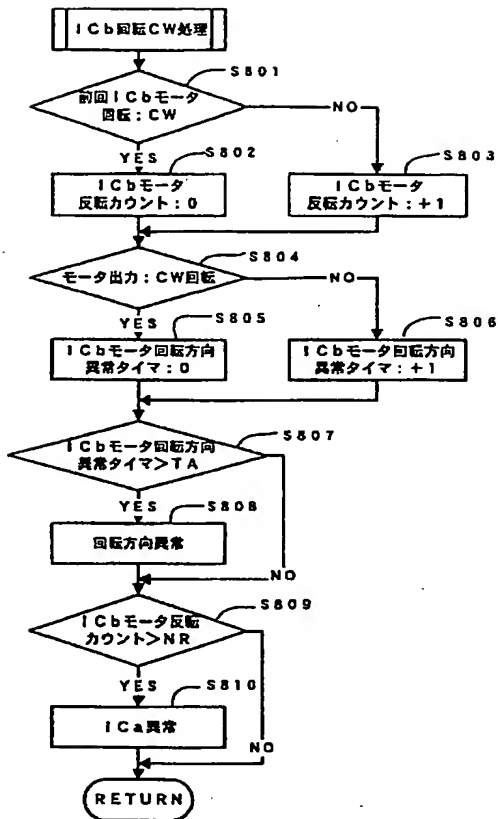 ICb回転CW処理
S801
前回ICbモータ
回転:CW
NO
YES
S802
S803
ICbモータ
反転カウント:0
ICbモータ
反転カウント:+1
S804
モータ出力:CW回転
NO
YES
S805
S806
ICbモータ回転方向
異常タイマ:0
ICbモータ回転方向
異常タイマ:+1
S807
ICbモータ回転方向
異常タイマ>TA
YES
S808
回転方向異常
NO
S809
ICbモータ反転
カウント>NR
YES
S810
ICa異常
NO
RETURN